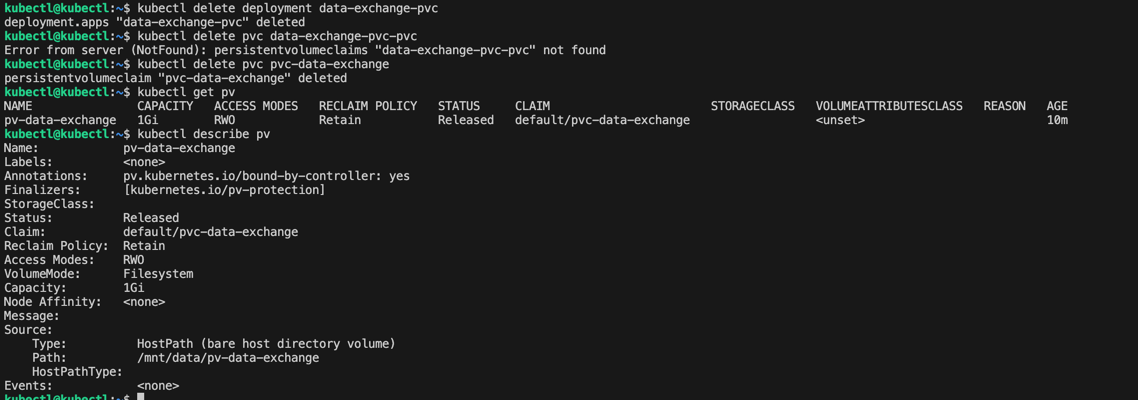 kubectl@kubectl:~$ kubectl delete deployment data-exchange-pvc
deployment.apps "data-exchange-pvc" deleted
kubectl@kubectl:~$ kubectl delete pvc data-exchange-pvc-pvc
Error from server (NotFound): persistentvolumeclaims "data-exchange-pvc-pvc" not found
kubectl@kubectl:~$ kubectl delete pvc pvc-data-exchange
persistentvolumeclaim "pvc-data-exchange" deleted
kubectl@kubectl:~$ kubectl get pv
NAME CAPACITY ACCESS MODES RECLAIM POLICY STATUS CLAIM STORAGECLASS VOLUMEATTRIBUTESCLASS REASON AGE
pv-data-exchange 1Gi RWO Retain Released default/pvc-data-exchange <unset> 10m
kubectl@kubectl:~$ kubectl describe pv
Name: pv-data-exchange
Labels: <none>
Annotations: pv.kubernetes.io/bound-by-controller: yes
Finalizers: [kubernetes.io/pv-protection]
StorageClass:
Status: Released
Claim: default/pvc-data-exchange
Reclaim Policy: Retain
Access Modes: RWO
VolumeMode: Filesystem
Capacity: 1Gi
Node Affinity: <none>
Message:
Source:
Type: HostPath (bare host directory volume)
Path: /mnt/data/pv-data-exchange
HostPathType:
Events: <none>
kubectl@kubectl:~$